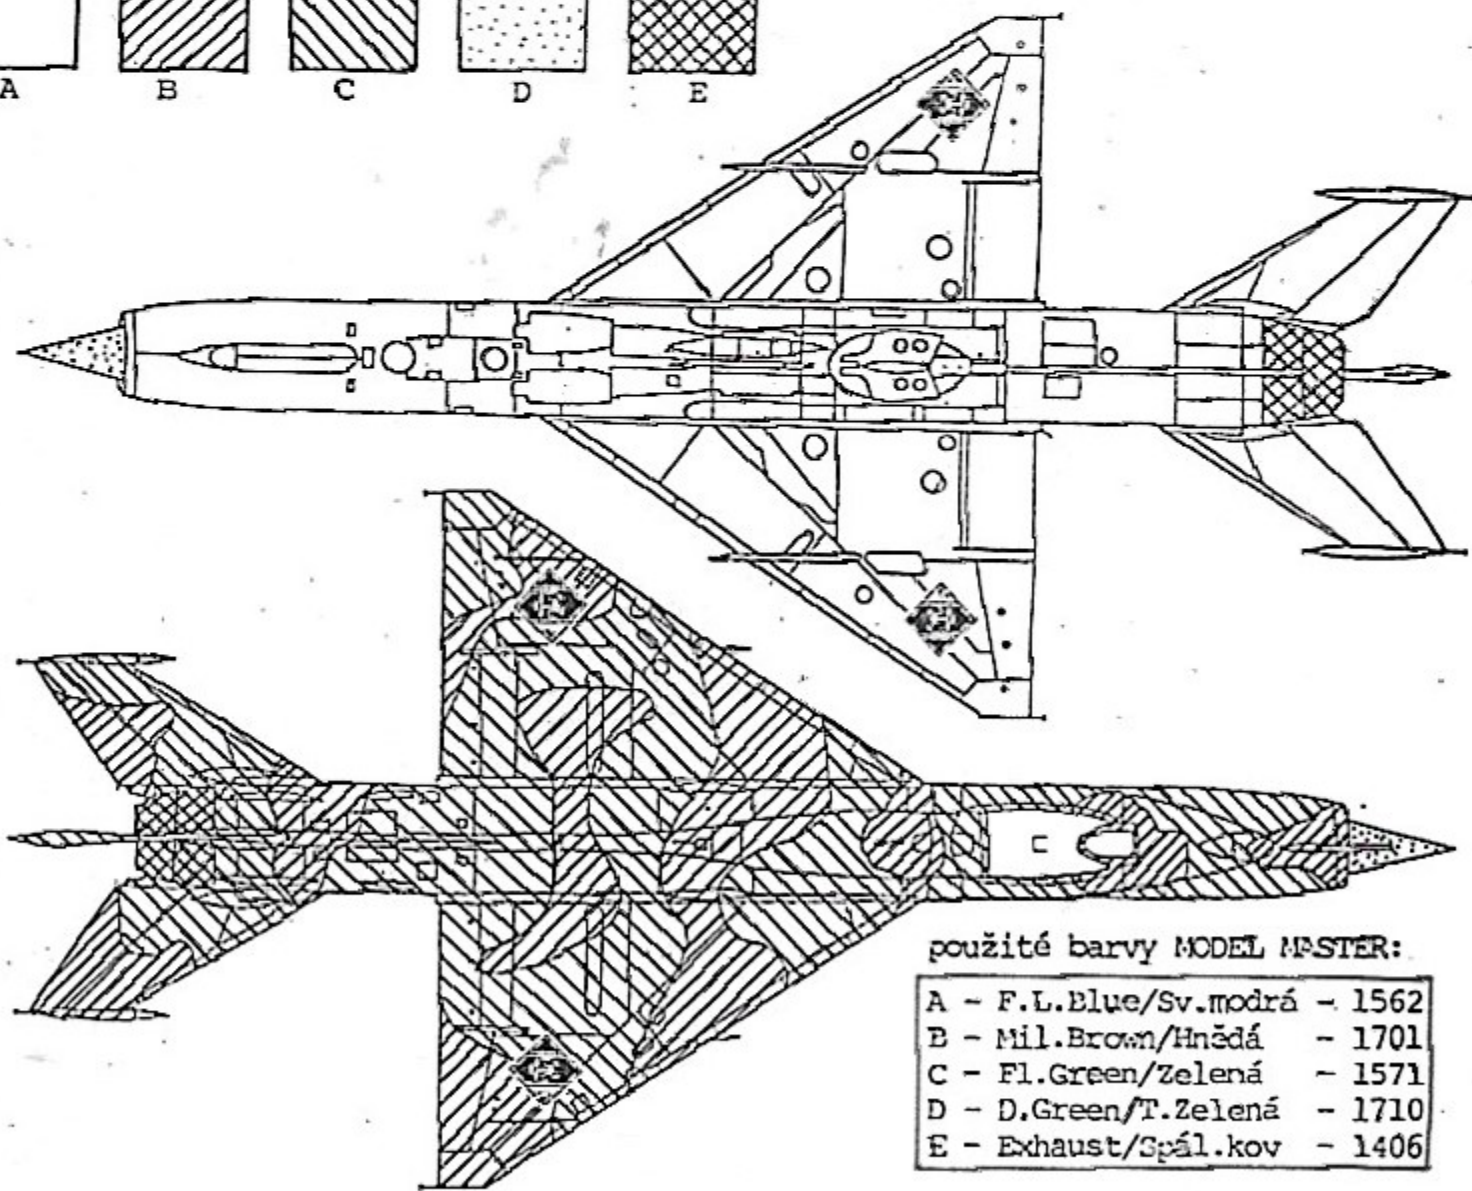 A B C D E
použité barvy MODEL MASTER:
A - F.L.Blue/Sv.modrá - 1562
B - Mil.Brown/Hnědá - 1701
C - Fl.Green/Zelená - 1571
D - D.Green/T.Zelená - 1710
E - Exhaust/Spál.kov - 1406